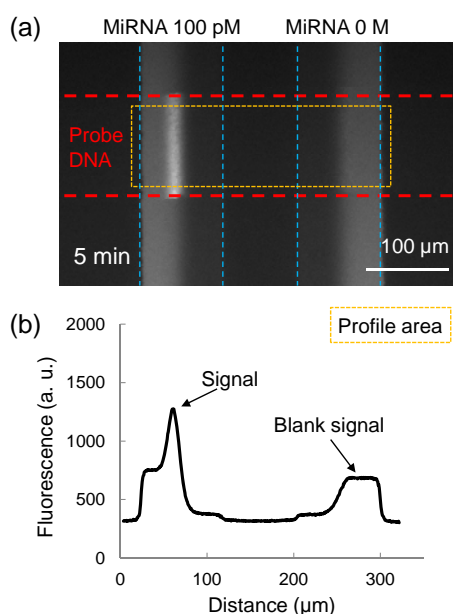 (a)
MiRNA 100 pM MiRNA 0 M
Probe
DNA
5 min
100 µm
(b)
Profile area
2000
1500
1000
500
0
Fluorescence (a. u.)
Signal
Blank signal
0 100 200 300
Distance (µm)